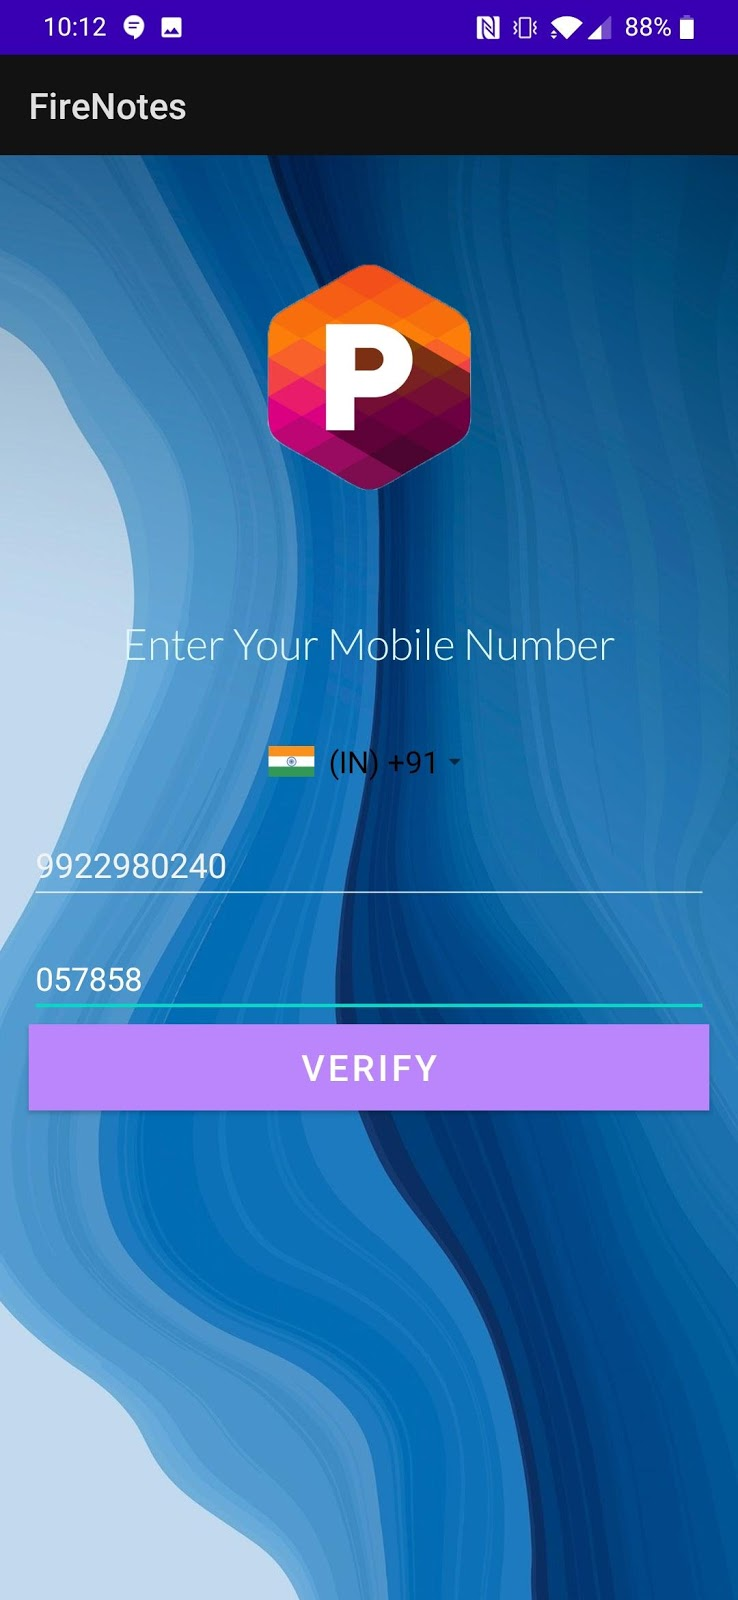 10:12 88%
FireNotes
P
Enter Your Mobile Number
(IN) +91
9922980240
057858
VERIFY